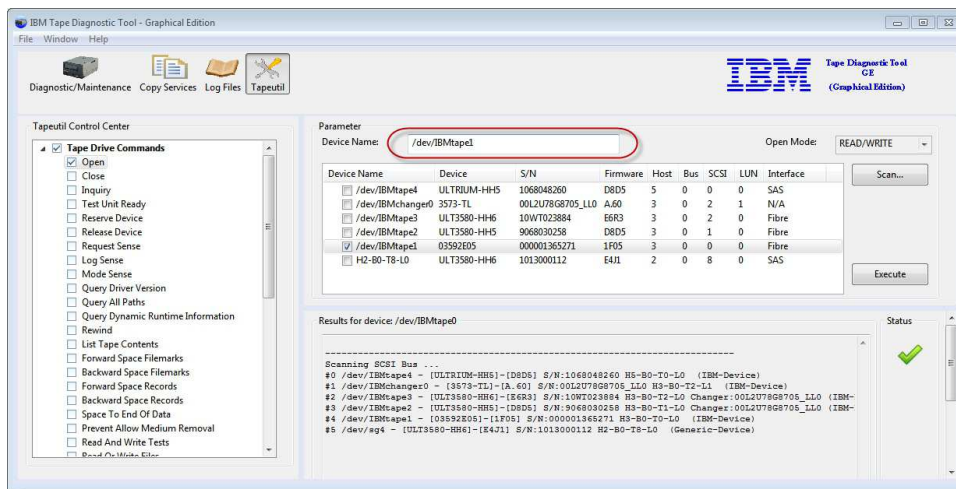 IBM Tape Diagnostic Tool - Graphical Edition
File Window Help
Diagnostic/Maintenance Copy Services Log Files Tapeutil
IBM
Tape Diagnostic Tool
GE
(Graphical Edition)
Tapeutil Control Center
Tape Drive Commands
Open
Close
Inquiry
Test Unit Ready
Reserve Device
Release Device
Request Sense
Log Sense
Mode Sense
Query Driver Version
Query All Paths
Query Dynamic Runtime Information
Rewind
List Tape Contents
Forward Space Filemarks
Backward Space Filemarks
Forward Space Records
Backward Space Records
Space To End Of Data
Prevent Allow Medium Removal
Read And Write Tests
Read Or Write Files
Parameter
Device Name: /dev/IBMtape1 Open Mode: READ/WRITE
Device Name Device S/N Firmware Host Bus SCSI LUN Interface
/dev/IBMtape4 ULTRIUM-HH5 1068048260 D8D5 5 0 0 0 SAS
/dev/IBMchanger0 3573-TL 00L2U78G8705_LL0 A.60 3 0 2 1 N/A
/dev/IBMtape3 ULT3580-HH6 10WT023884 E6R3 3 0 2 0 Fibre
/dev/IBMtape2 ULT3580-HH5 9068030258 D8D5 3 0 1 0 Fibre
/dev/IBMtape1 03592E05 000001365271 1F05 3 0 0 0 Fibre
H2-B0-T8-L0 ULT3580-HH6 1013000112 E4J1 2 0 8 0 SAS
Scan...
Execute
Results for device: /dev/IBMtape0
Status
--------------------------------------------------------------------------
Scanning SCSI Bus ...
#0 /dev/IBMtape4 - [ULTRIUM-HH5]-[D8D5] S/N:1068048260 H5-B0-T0-L0 (IBM-Device)
#1 /dev/IBMchanger0 - [3573-TL]-[A.60] S/N:00L2U78G8705_LL0 H3-B0-T2-L1 (IBM-Device)
#2 /dev/IBMtape3 - [ULT3580-HH6]-[E6R3] S/N:10WT023884 H3-B0-T2-L0 Changer:00L2U78G8705_LL0 (IBM-
#3 /dev/IBMtape2 - [ULT3580-HH5]-[D8D5] S/N:9068030258 H3-B0-T1-L0 Changer:00L2U78G8705_LL0 (IBM-
#4 /dev/IBMtape1 - [03592E05]-[1F05] S/N:000001365271 H3-B0-T0-L0 (IBM-Device)
#5 /dev/sg4 - [ULT3580-HH6]-[E4J1] S/N:1013000112 H2-B0-T8-L0 (Generic-Device)